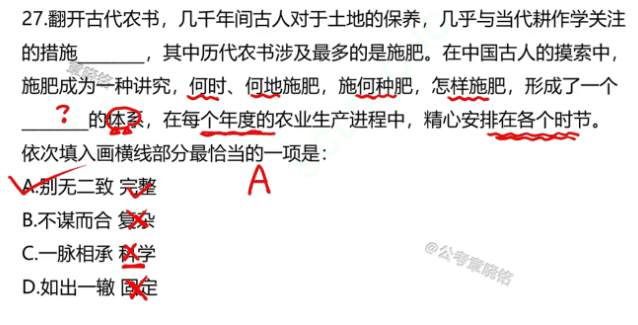 27.翻开古代农书，几千年间古人对于土地的保养，几乎与当代耕作学关注
的措施______，其中历代农书涉及最多的是施肥。在中国古人的摸索中，
施肥成为一种讲究，何时、何地施肥，施何种肥，怎样施肥，形成了一个
______的体系，在每个年度的农业生产进程中，精心安排在各个时节。
?
依次填入画横线部分最恰当的一项是：
A.别无二致 完整
A
B.不谋而合 复杂
C.一脉相承 科学
D.如出一辙 固定
@公考章晓铭
章晓铭